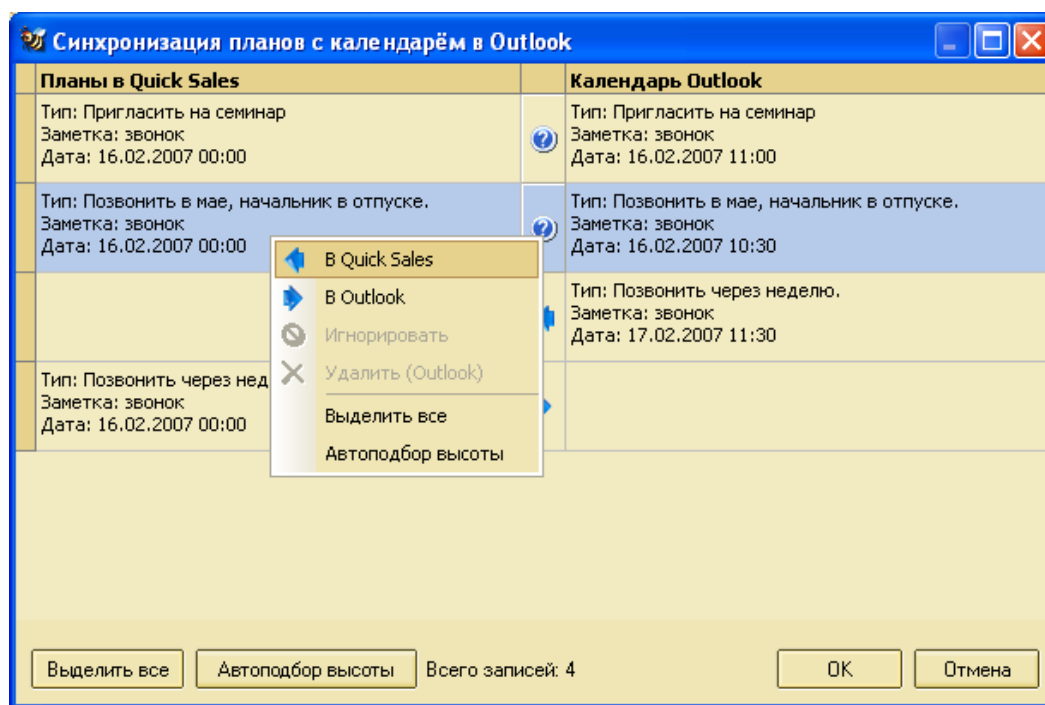 Синхронизация планов с календарём в Outlook
Планы в Quick Sales
Календарь Outlook
Тип: Пригласить на семинар
Заметка: звонок
Дата: 16.02.2007 00:00
Тип: Пригласить на семинар
Заметка: звонок
Дата: 16.02.2007 11:00
Тип: Позвонить в мае, начальник в отпуске.
Заметка: звонок
Дата: 16.02.2007 00:00
Тип: Позвонить в мае, начальник в отпуске.
Заметка: звонок
Дата: 16.02.2007 10:30
В Quick Sales
В Outlook
Игнорировать
Удалить (Outlook)
Выделить все
Автоподбор высоты
Тип: Позвонить через неделю.
Заметка: звонок
Дата: 17.02.2007 11:30
Тип: Позвонить через нед
Заметка: звонок
Дата: 16.02.2007 00:00
Выделить все
Автоподбор высоты
Всего записей: 4
OK
Отмена